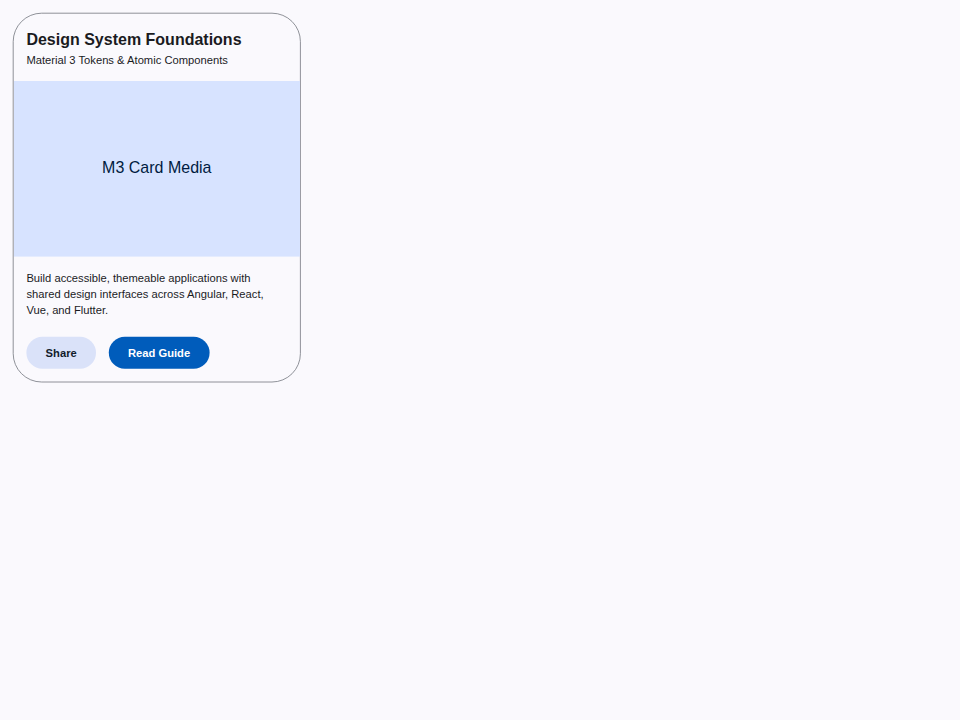 Design System Foundations
Material 3 Tokens & Atomic Components
M3 Card Media
Build accessible, themeable applications with
shared design interfaces across Angular, React,
Vue, and Flutter.
Share
Read Guide